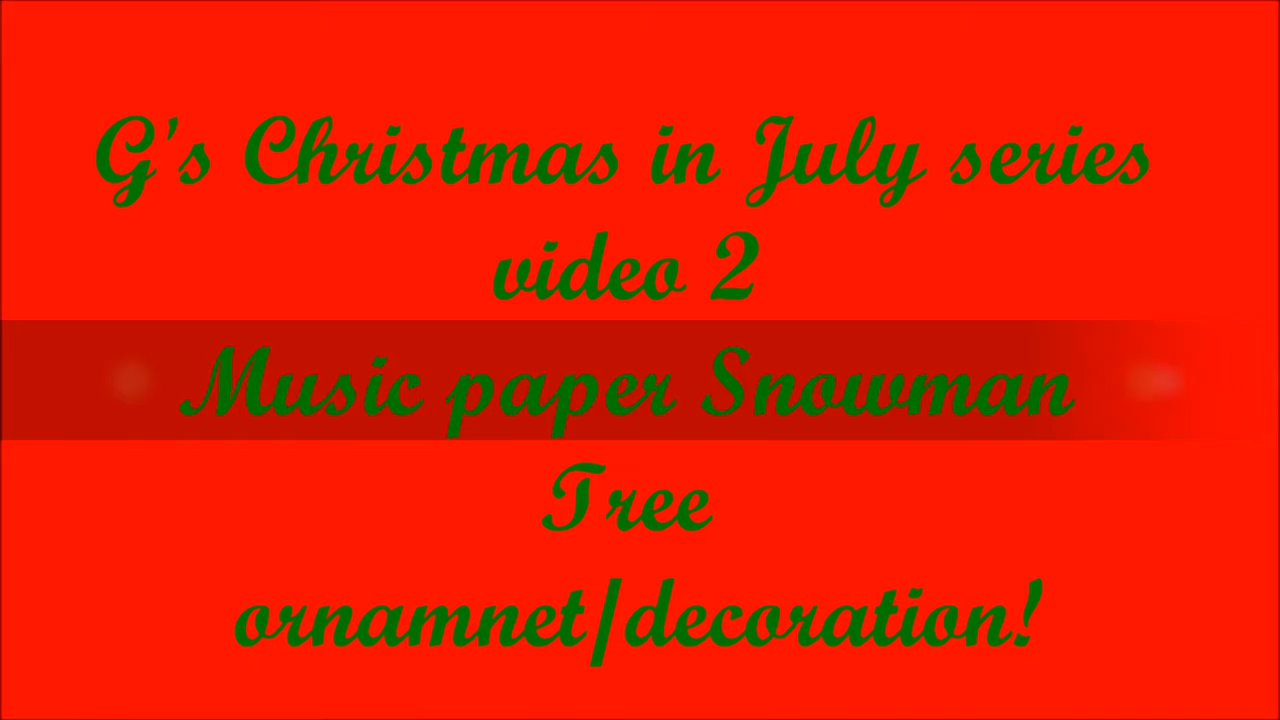 G's Christmas in July series
video 2
Music paper Snowman
Tree
ornamnet/decoration!